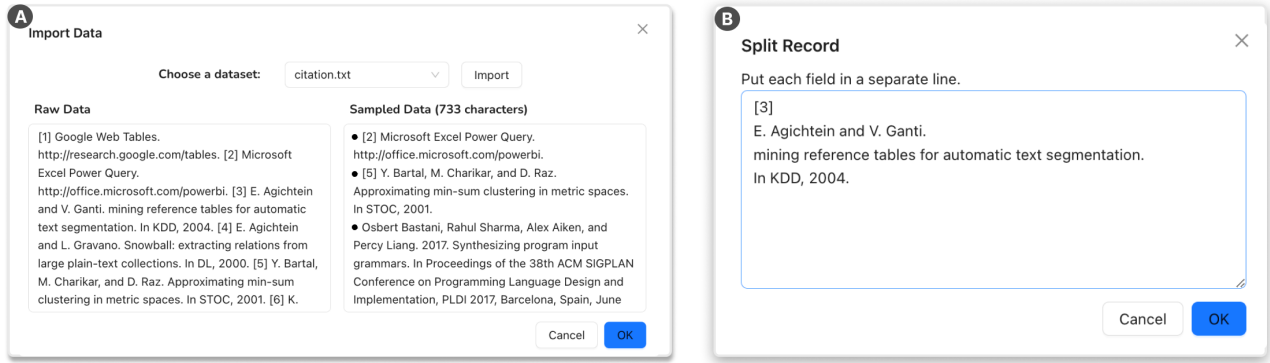 A
Import Data
Choose a dataset: citation.txt Import
Raw Data
[1] Google Web Tables.
http://research.google.com/tables. [2] Microsoft
Excel Power Query.
http://office.microsoft.com/powerbi. [3] E. Agichtein
and V. Ganti. mining reference tables for automatic
text segmentation. In KDD, 2004. [4] E. Agichtein
and L. Gravano. Snowball: extracting relations from
large plain-text collections. In DL, 2000. [5] Y. Bartal,
M. Charikar, and D. Raz. Approximating min-sum
clustering in metric spaces. In STOC, 2001. [6] K.
Sampled Data (733 characters)
● [2] Microsoft Excel Power Query.
http://office.microsoft.com/powerbi.
● [5] Y. Bartal, M. Charikar, and D. Raz.
Approximating min-sum clustering in metric spaces.
In STOC, 2001.
● Osbert Bastani, Rahul Sharma, Alex Aiken, and
Percy Liang. 2017. Synthesizing program input
grammars. In Proceedings of the 38th ACM SIGPLAN
Conference on Programming Language Design and
Implementation, PLDI 2017, Barcelona, Spain, June
Cancel OK
B
Split Record
Put each field in a separate line.
[3]
E. Agichtein and V. Ganti.
mining reference tables for automatic text segmentation.
In KDD, 2004.
Cancel OK